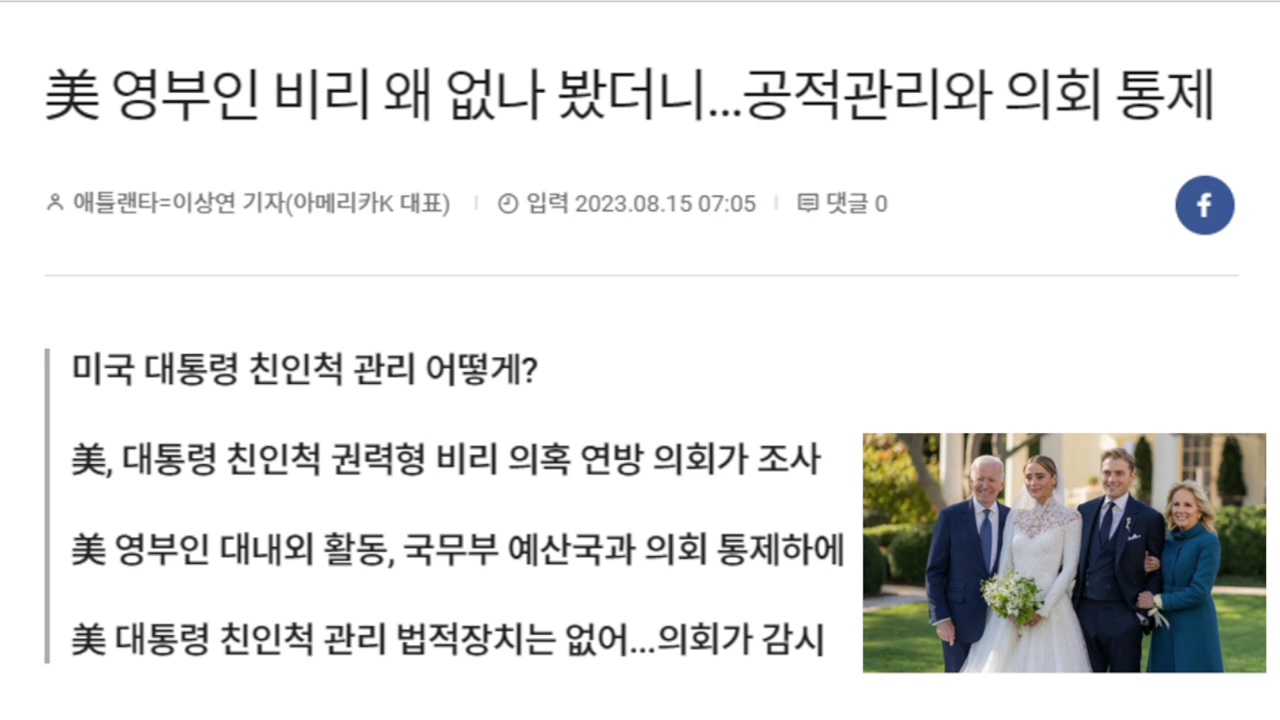 美 영부인 비리 왜 없나 봤더니...공적관리와 의회 통제
애틀랜타=이상연 기자(아메리카K 대표) 입력 2023.08.15 07:05 댓글 0
f
미국 대통령 친인척 관리 어떻게?
美, 대통령 친인척 권력형 비리 의혹 연방 의회가 조사
美 영부인 대내외 활동, 국무부 예산국과 의회 통제하에
美 대통령 친인척 관리 법적장치는 없어...의회가 감시